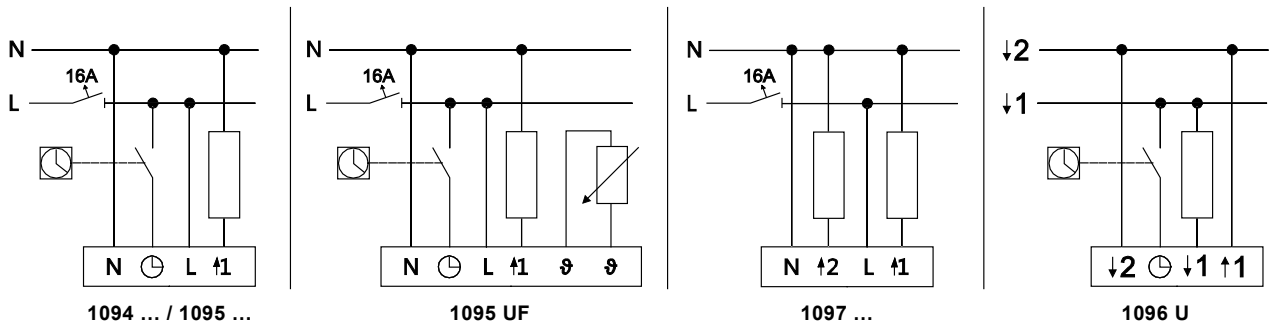 N
16A
L
N L ↑1
1094 ... / 1095 ...
N
16A
L
N L ↑1 ϑ ϑ
1095 UF
N
16A
L
N ↑2 L ↑1
1097 ...
↓2
↓1
↓2 ↓1 ↑1
1096 U